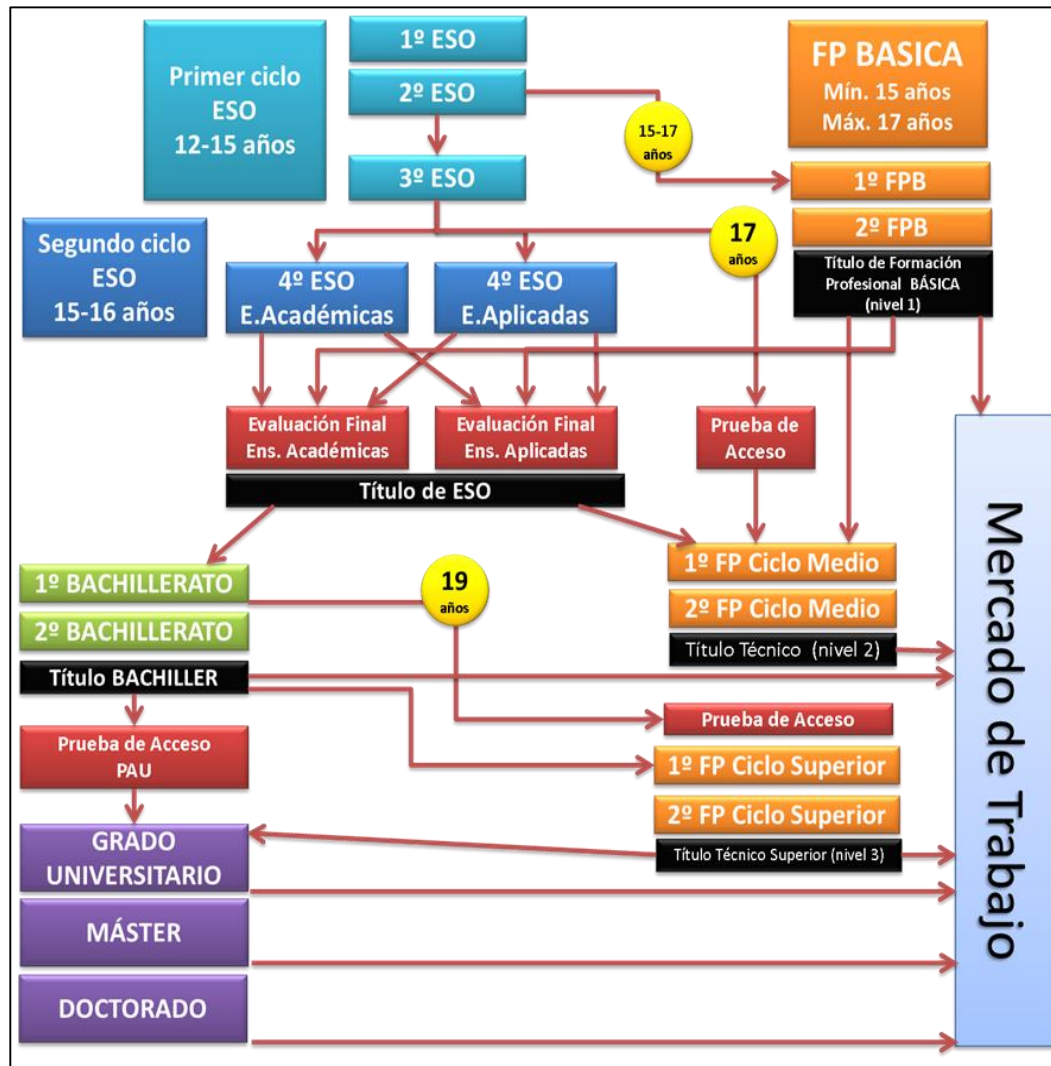 Primer ciclo
ESO
12-15 años
1º ESO
2º ESO
3º ESO
FP BASICA
Mín. 15 años
Máx. 17 años
15-17
años
1º FPB
2º FPB
Título de Formación
Profesional BÁSICA
(nivel 1)
Segundo ciclo
ESO
15-16 años
4º ESO
E.Académicas
4º ESO
E.Aplicadas
17
años
Evaluación Final
Ens. Académicas
Evaluación Final
Ens. Aplicadas
Prueba de
Acceso
Título de ESO
1º BACHILLERATO
2º BACHILLERATO
Título BACHILLER
19
años
1º FP Ciclo Medio
2º FP Ciclo Medio
Título Técnico (nivel 2)
Prueba de Acceso
PAU
Prueba de Acceso
1º FP Ciclo Superior
2º FP Ciclo Superior
Título Técnico Superior (nivel 3)
GRADO
UNIVERSITARIO
MÁSTER
DOCTORADO
Mercado de Trabajo